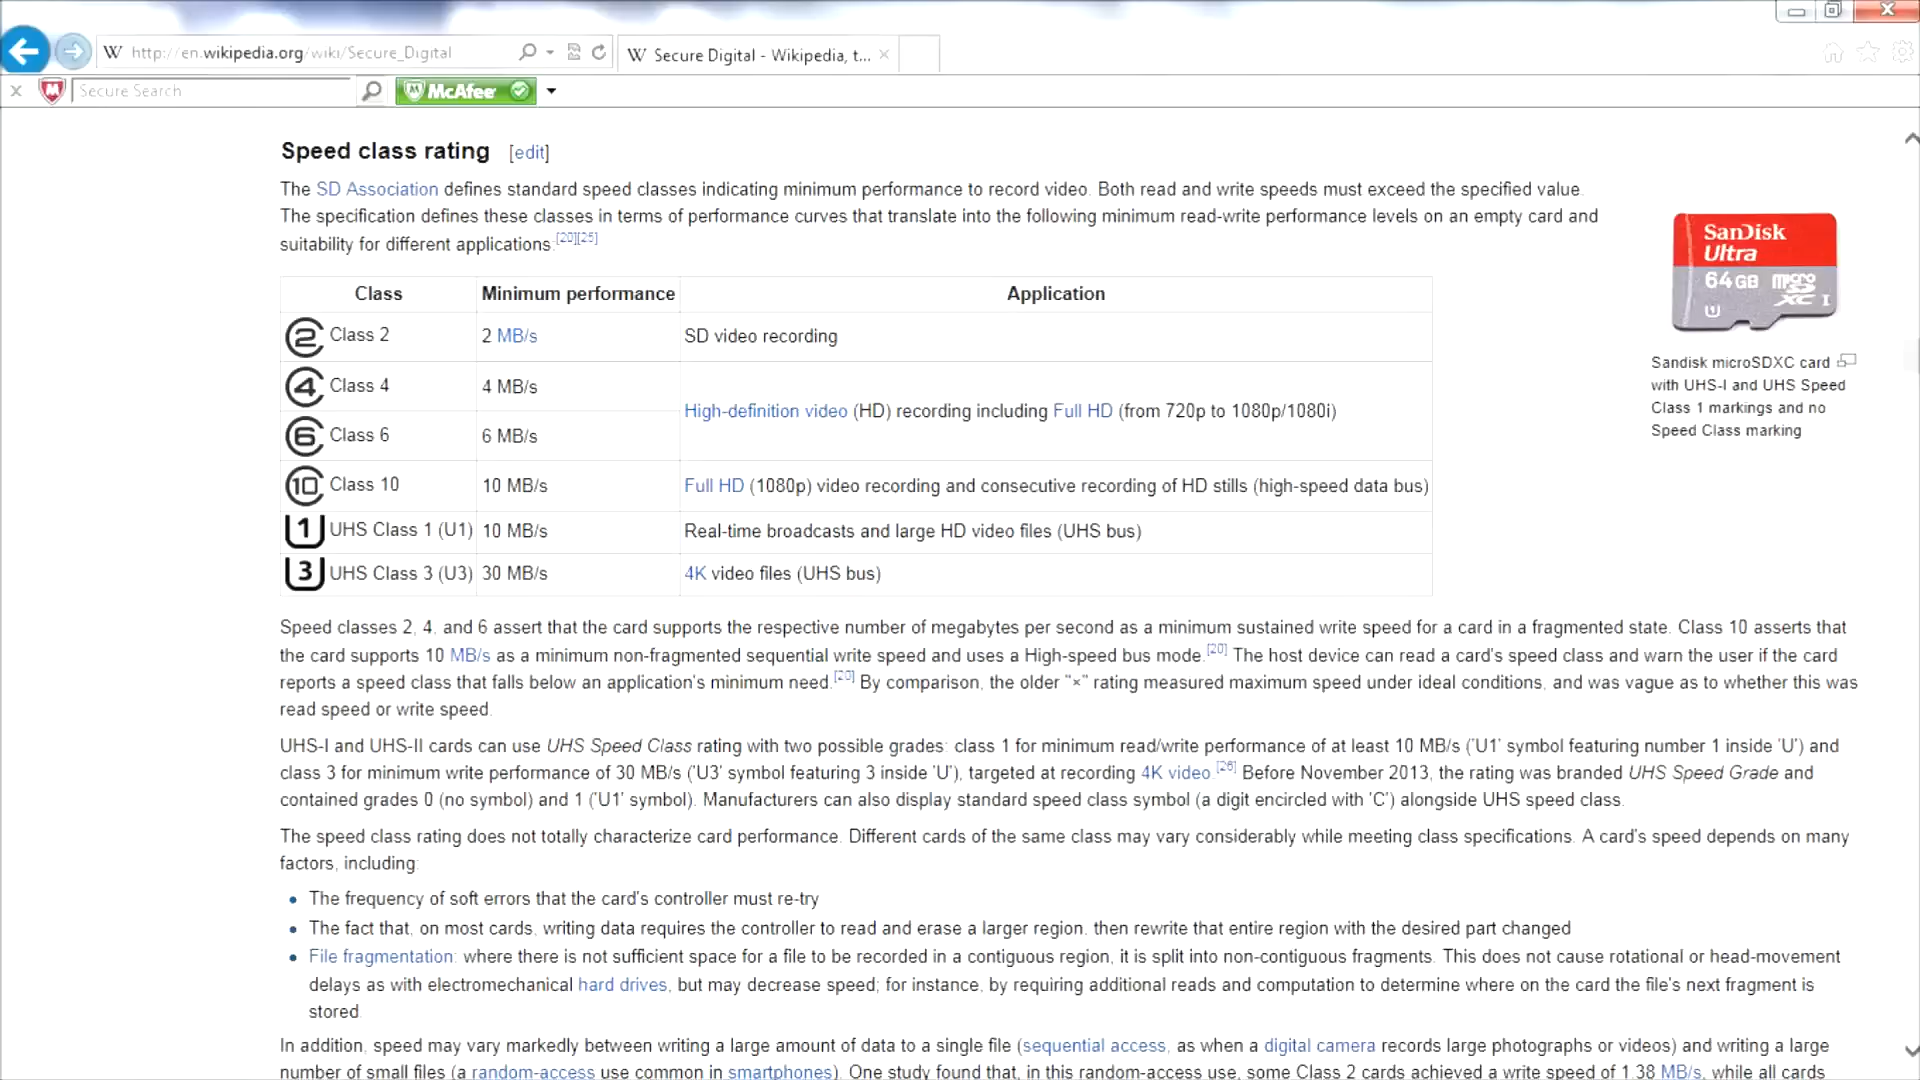 W http://en.wikipedia.org/wiki/Secure_Digital
W Secure Digital - Wikipedia, t... ×
x Secure Search McAfee
Speed class rating [edit]
The SD Association defines standard speed classes indicating minimum performance to record video. Both read and write speeds must exceed the specified value.
The specification defines these classes in terms of performance curves that translate into the following minimum read-write performance levels on an empty card and
suitability for different applications:[20][25]
Class Minimum performance Application
2 Class 2 2 MB/s SD video recording
4 Class 4 4 MB/s
High-definition video (HD) recording including Full HD (from 720p to 1080p/1080i)
6 Class 6 6 MB/s
10 Class 10 10 MB/s Full HD (1080p) video recording and consecutive recording of HD stills (high-speed data bus)
1 UHS Class 1 (U1) 10 MB/s Real-time broadcasts and large HD video files (UHS bus)
3 UHS Class 3 (U3) 30 MB/s 4K video files (UHS bus)
SanDisk
Ultra
64GB micro
XC I
1
Sandisk microSDXC card
with UHS-I and UHS Speed
Class 1 markings and no
Speed Class marking
Speed classes 2, 4, and 6 assert that the card supports the respective number of megabytes per second as a minimum sustained write speed for a card in a fragmented state. Class 10 asserts that
the card supports 10 MB/s as a minimum non-fragmented sequential write speed and uses a High-speed bus mode.[20] The host device can read a card's speed class and warn the user if the card
reports a speed class that falls below an application's minimum need.[20] By comparison, the older "×" rating measured maximum speed under ideal conditions, and was vague as to whether this was
read speed or write speed.
UHS-I and UHS-II cards can use UHS Speed Class rating with two possible grades: class 1 for minimum read/write performance of at least 10 MB/s ('U1' symbol featuring number 1 inside 'U') and
class 3 for minimum write performance of 30 MB/s ('U3' symbol featuring 3 inside 'U'), targeted at recording 4K video.[26] Before November 2013, the rating was branded UHS Speed Grade and
contained grades 0 (no symbol) and 1 ('U1' symbol). Manufacturers can also display standard speed class symbol (a digit encircled with 'C') alongside UHS speed class.
The speed class rating does not totally characterize card performance. Different cards of the same class may vary considerably while meeting class specifications. A card's speed depends on many
factors, including:
• The frequency of soft errors that the card's controller must re-try
• The fact that, on most cards, writing data requires the controller to read and erase a larger region, then rewrite that entire region with the desired part changed
• File fragmentation: where there is not sufficient space for a file to be recorded in a contiguous region, it is split into non-contiguous fragments. This does not cause rotational or head-movement
delays as with electromechanical hard drives, but may decrease speed; for instance, by requiring additional reads and computation to determine where on the card the file's next fragment is
stored.
In addition, speed may vary markedly between writing a large amount of data to a single file (sequential access, as when a digital camera records large photographs or videos) and writing a large
number of small files (a random-access use common in smartphones). One study found that, in this random-access use, some Class 2 cards achieved a write speed of 1.38 MB/s, while all cards